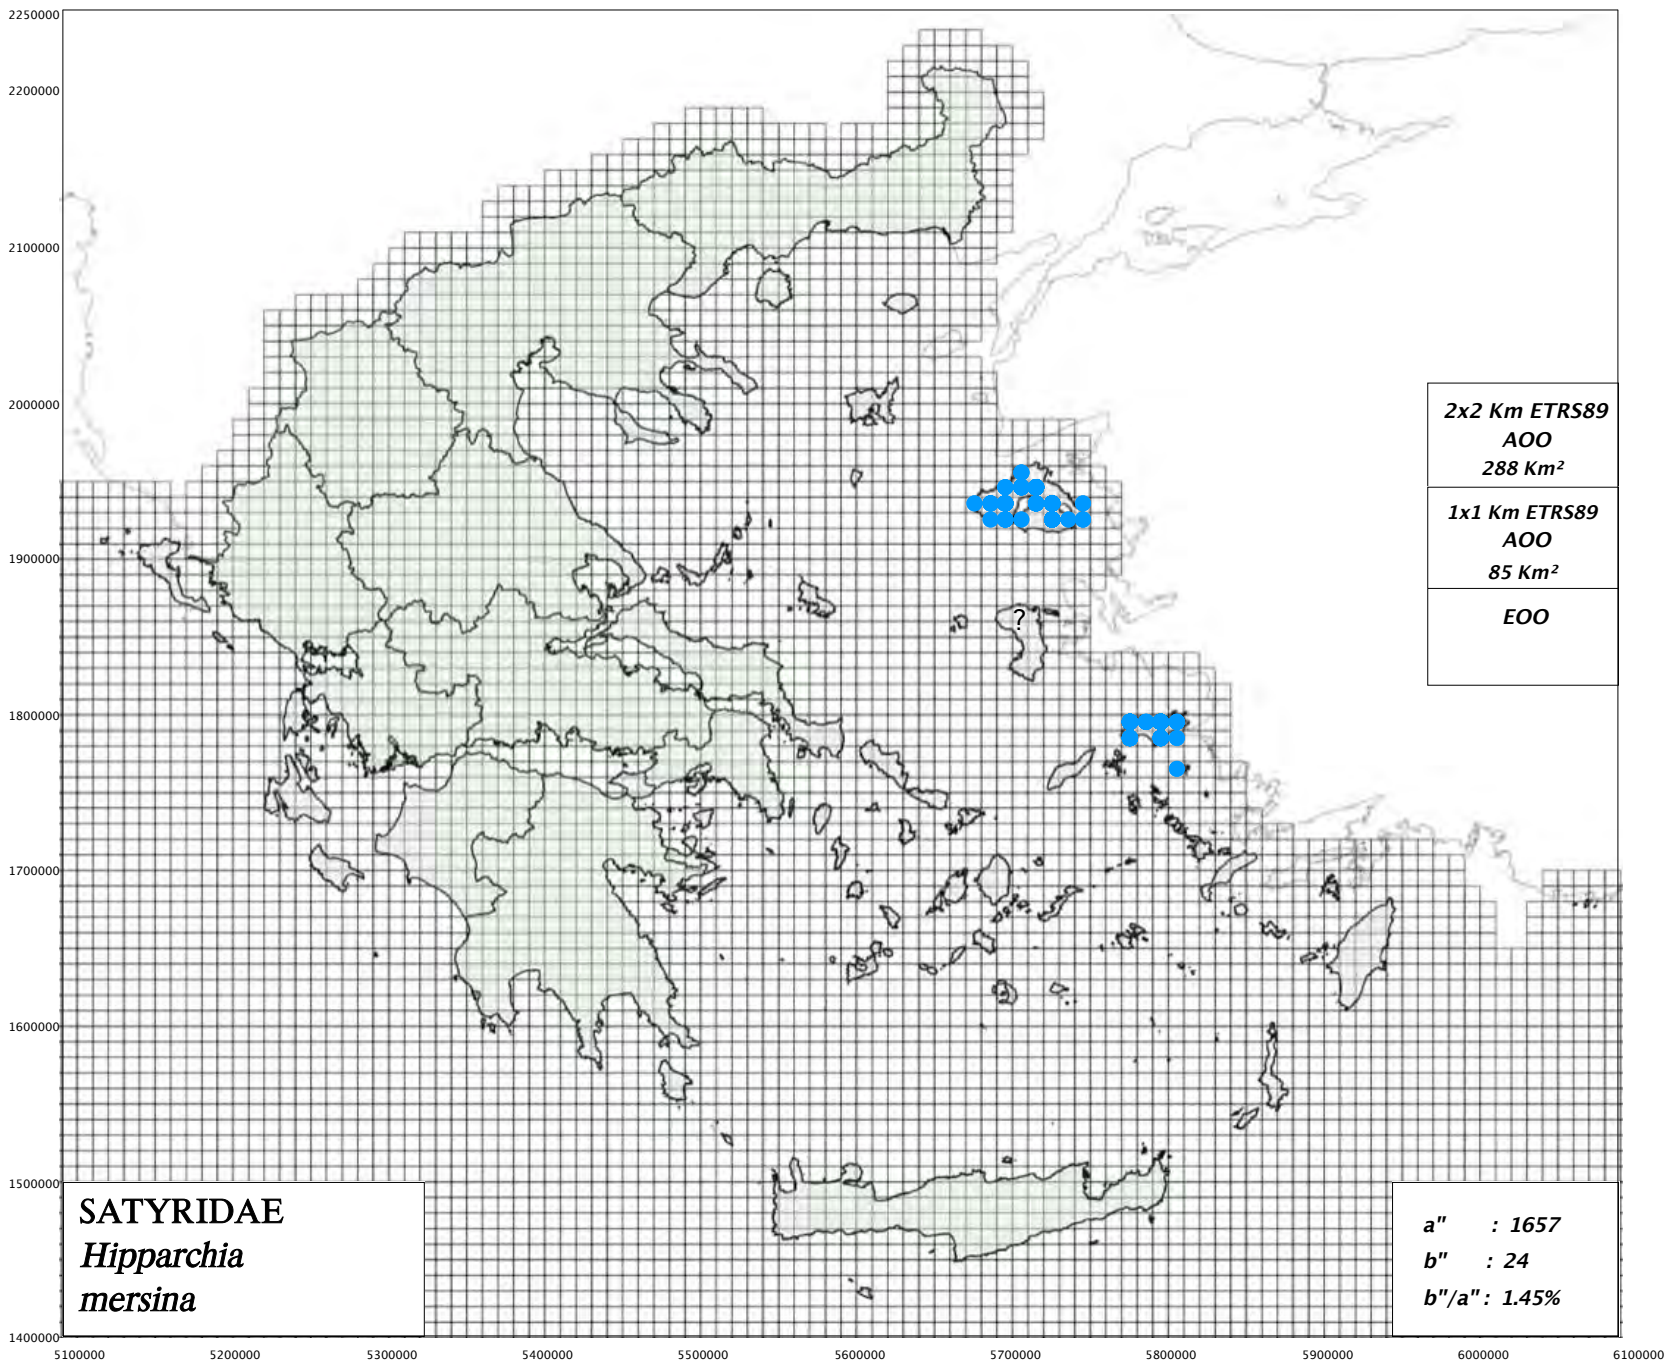 2250000
2200000
2100000
2000000
1900000
1800000
1700000
1600000
1500000
1400000
2x2 Km ETRS89
AOO
288 Km²
1x1 Km ETRS89
AOO
85 Km²
EOO
?
SATYRIDAE
Hipparchia
mersina
a" : 1657
b" : 24
b"/a" : 1.45%
5100000 5200000 5300000 5400000 5500000 5600000 5700000 5800000 5900000 6000000 6100000